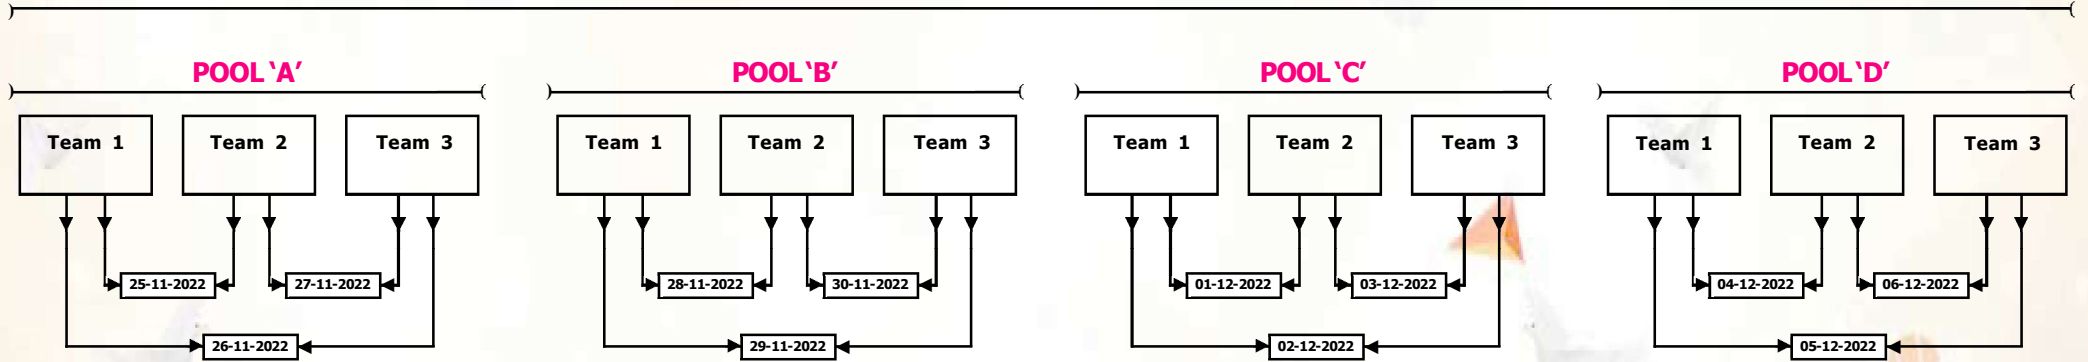 POOL ‘A’ POOL ‘B’ POOL ‘C’ POOL ‘D’
Team 1 Team 2 Team 3 Team 1 Team 2 Team 3 Team 1 Team 2 Team 3 Team 1 Team 2 Team 3
25-11-2022 27-11-2022 28-11-2022 30-11-2022 01-12-2022 03-12-2022 04-12-2022 06-12-2022
26-11-2022 29-11-2022 02-12-2022 05-12-2022